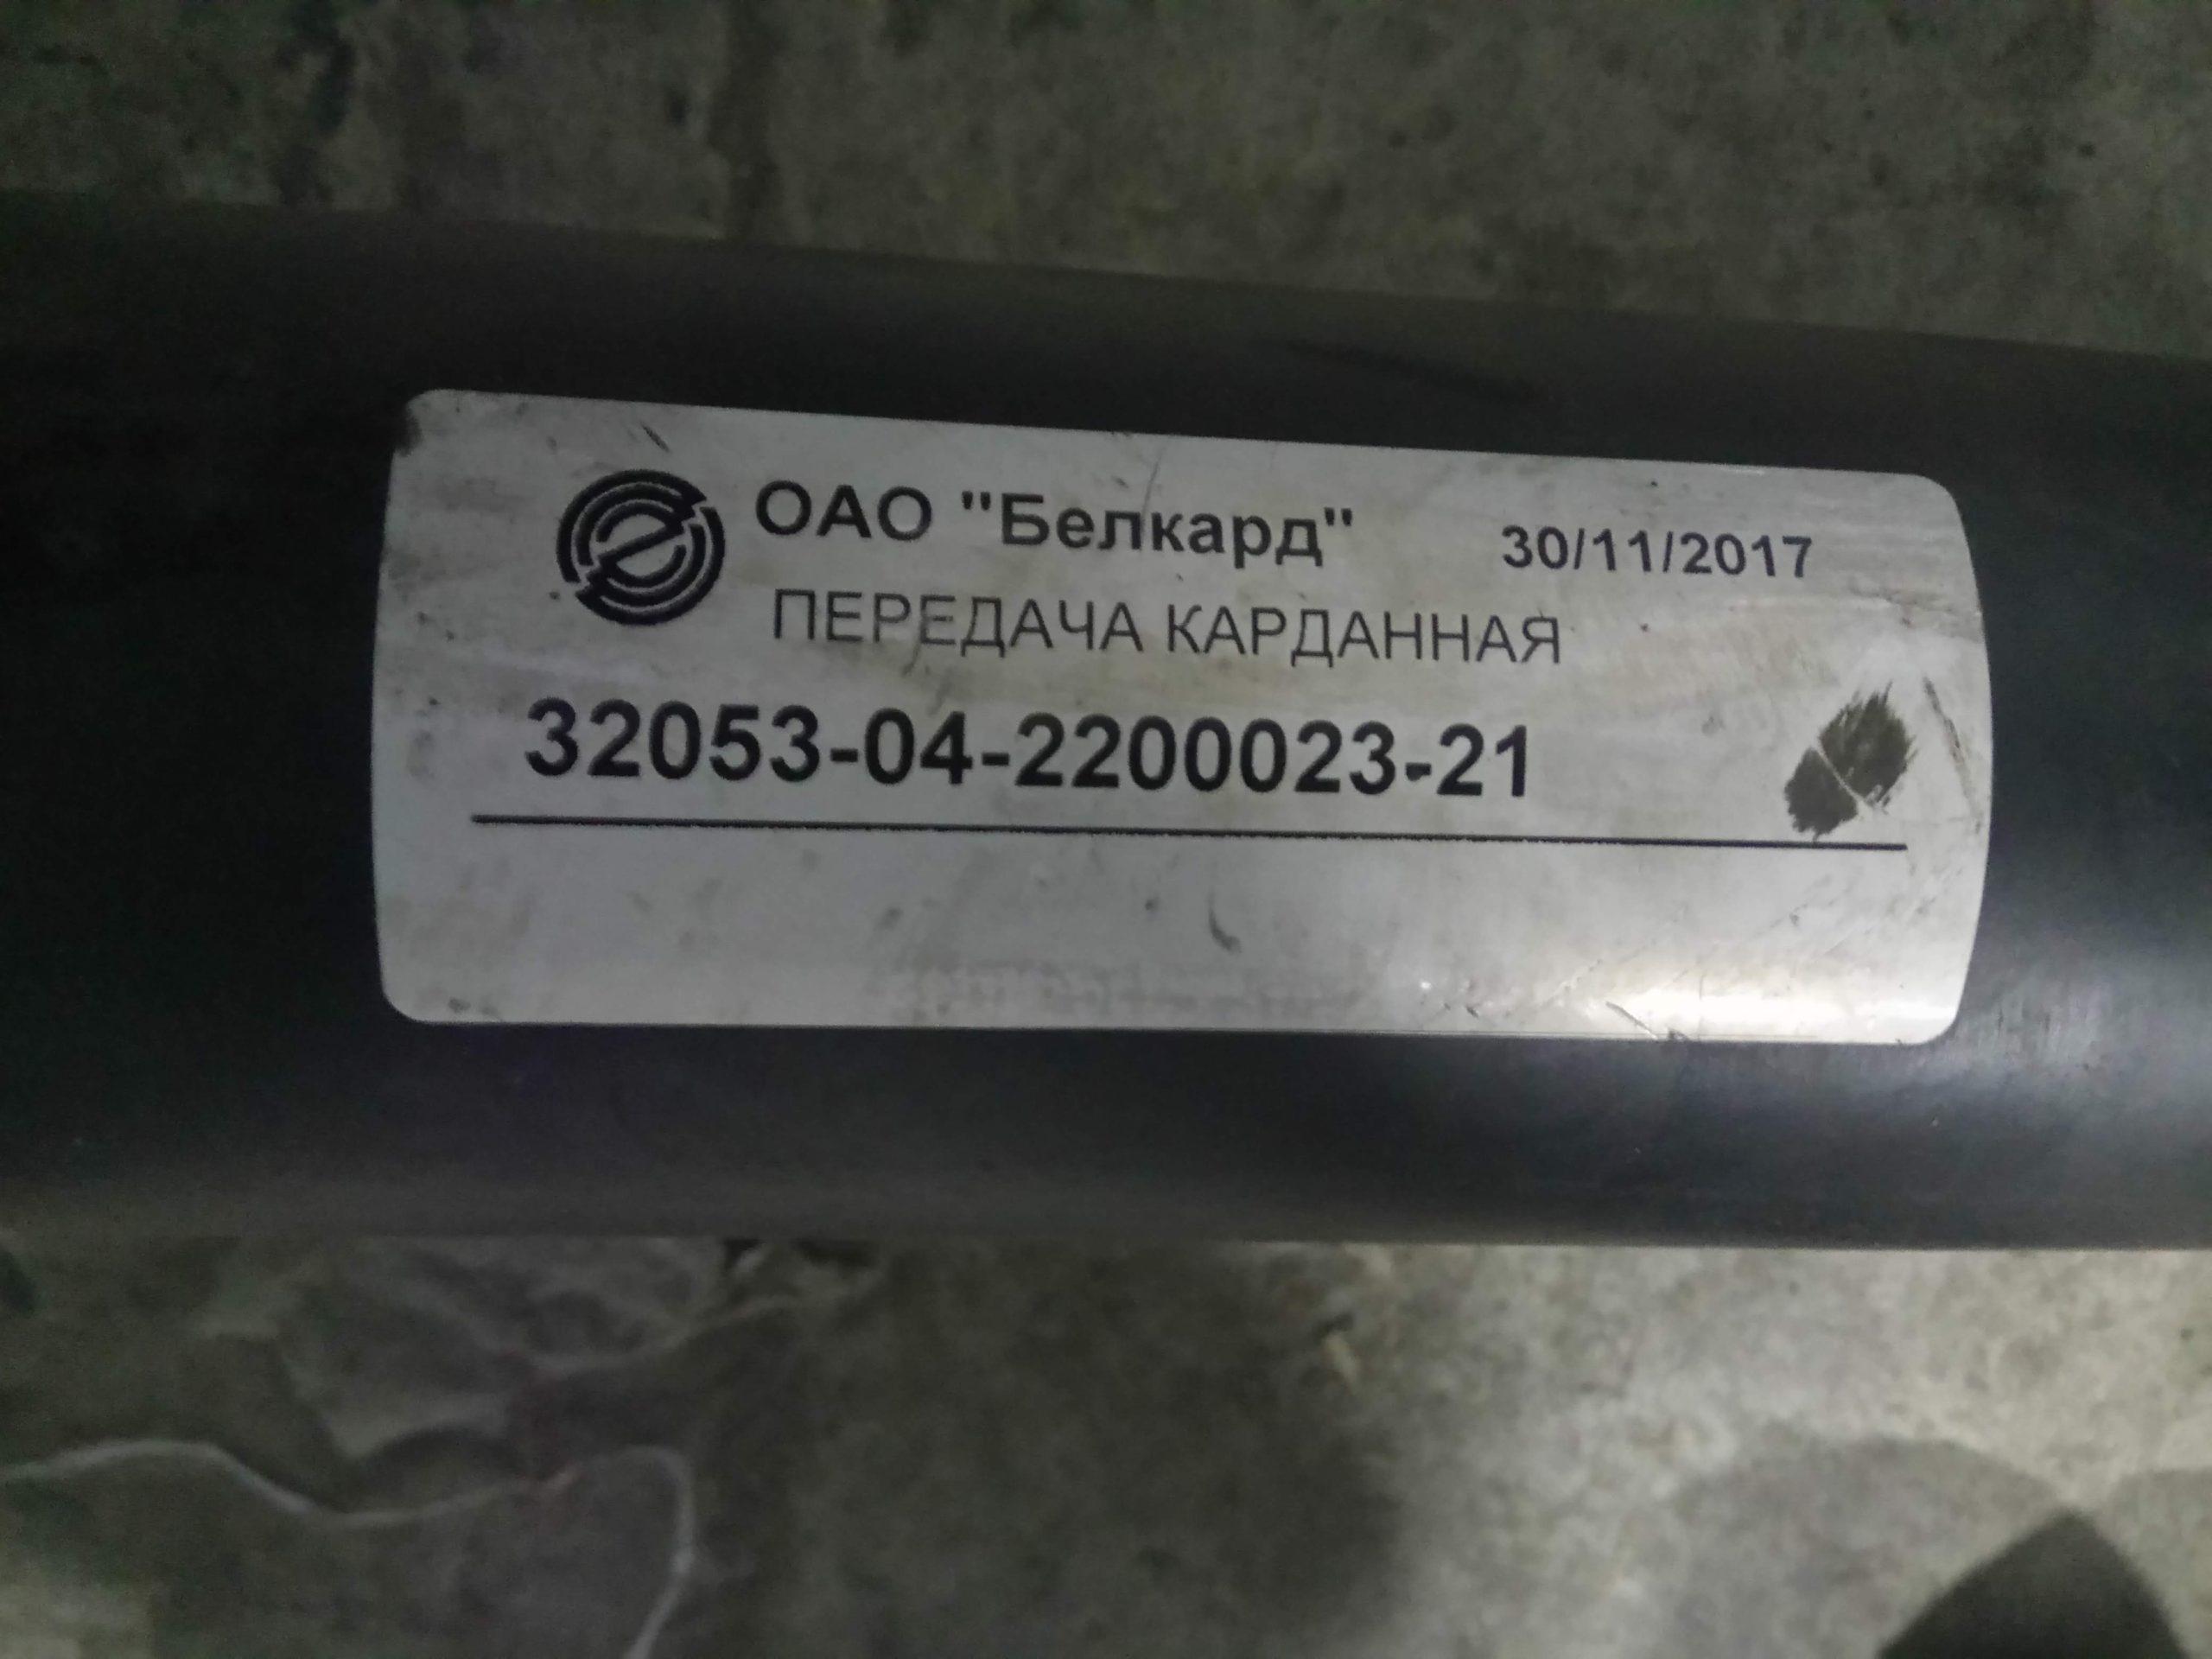 ОАО "Белкард" 30/11/2017
ПЕРЕДАЧА КАРДАННАЯ
32053-04-2200023-21